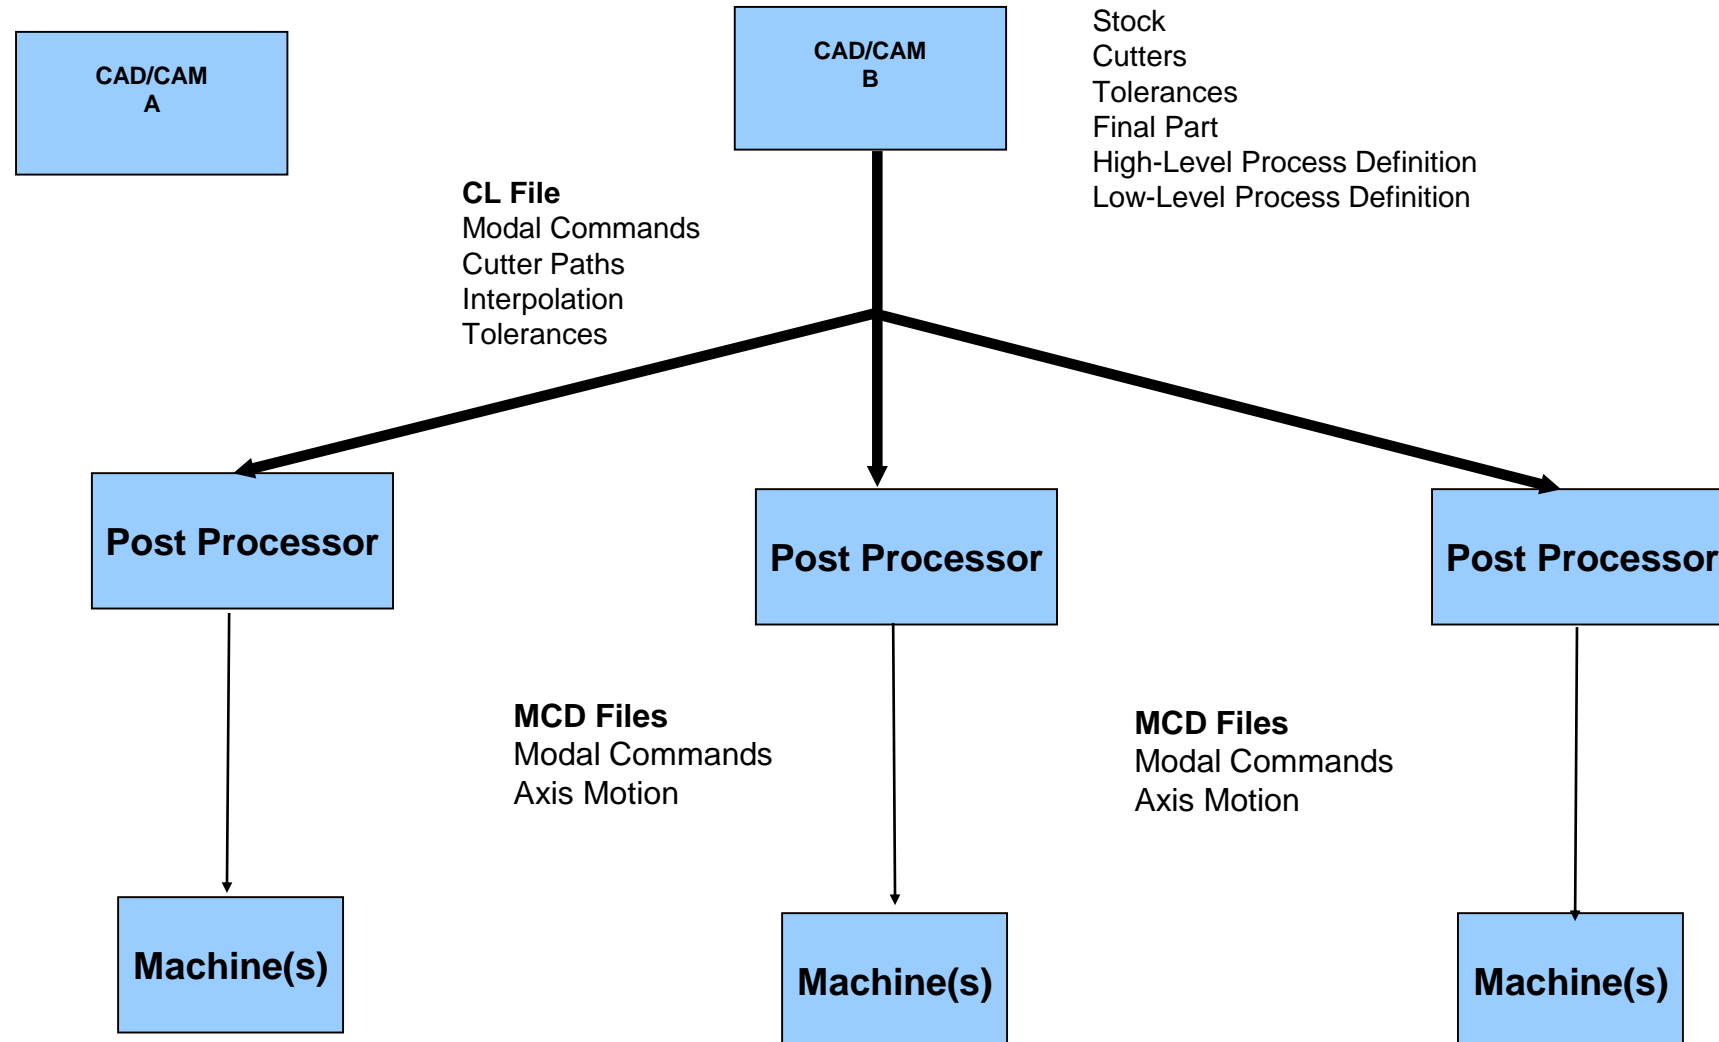 CAD/CAM
A
CAD/CAM
B
Stock
Cutters
Tolerances
Final Part
High-Level Process Definition
Low-Level Process Definition
CL File
Modal Commands
Cutter Paths
Interpolation
Tolerances
Post Processor
Post Processor
Post Processor
MCD Files
Modal Commands
Axis Motion
MCD Files
Modal Commands
Axis Motion
Machine(s)
Machine(s)
Machine(s)